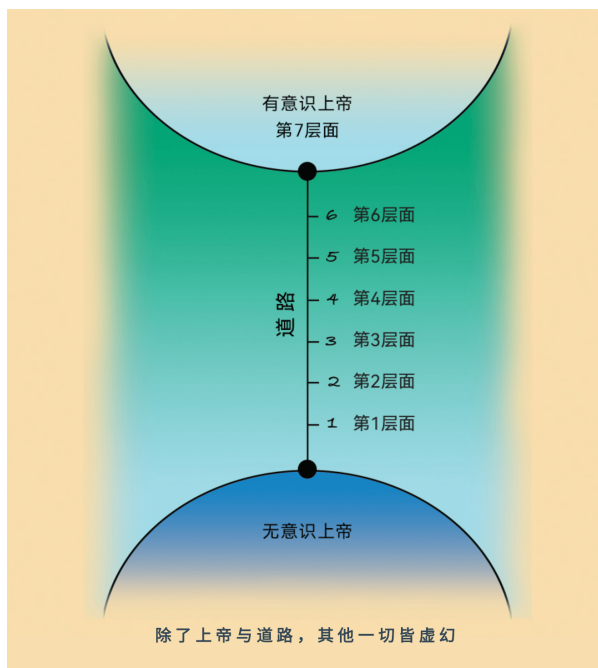 有意识上帝
第7层面
6 第6层面
5 第5层面
4 第4层面
道路
3 第3层面
2 第2层面
1 第1层面
无意识上帝
除了上帝与道路，其他一切皆虚幻